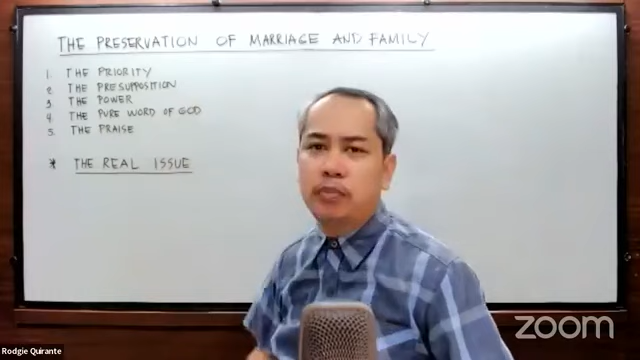 THE PRESERVATION OF MARRIAGE AND FAMILY
1. THE PRIORITY
2. THE PRESUPPOSITION
3. THE POWER
4. THE PURE WORD OF GOD
5. THE PRAISE
* THE REAL ISSUE
zoom
Rodgie Quirante